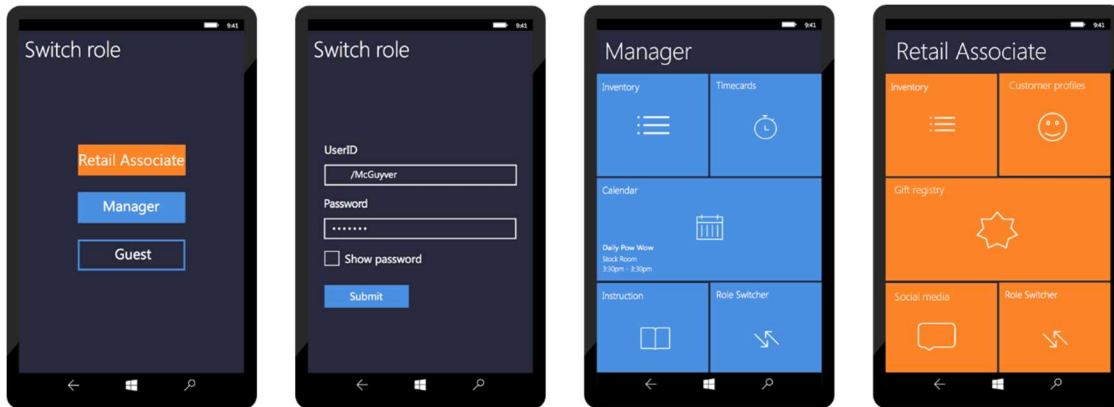 9:41
Switch role
Retail Associate
Manager
Guest
9:41
Switch role
UserID
/McGuyver
Password
•••••••
Show password
Submit
9:41
Manager
Inventory
Timecards
Calendar
Daily Pow Wow
Stock Room
3:30pm - 3:30pm
Instruction
Role Switcher
9:41
Retail Associate
Inventory
Customer profiles
Gift registry
Social media
Role Switcher